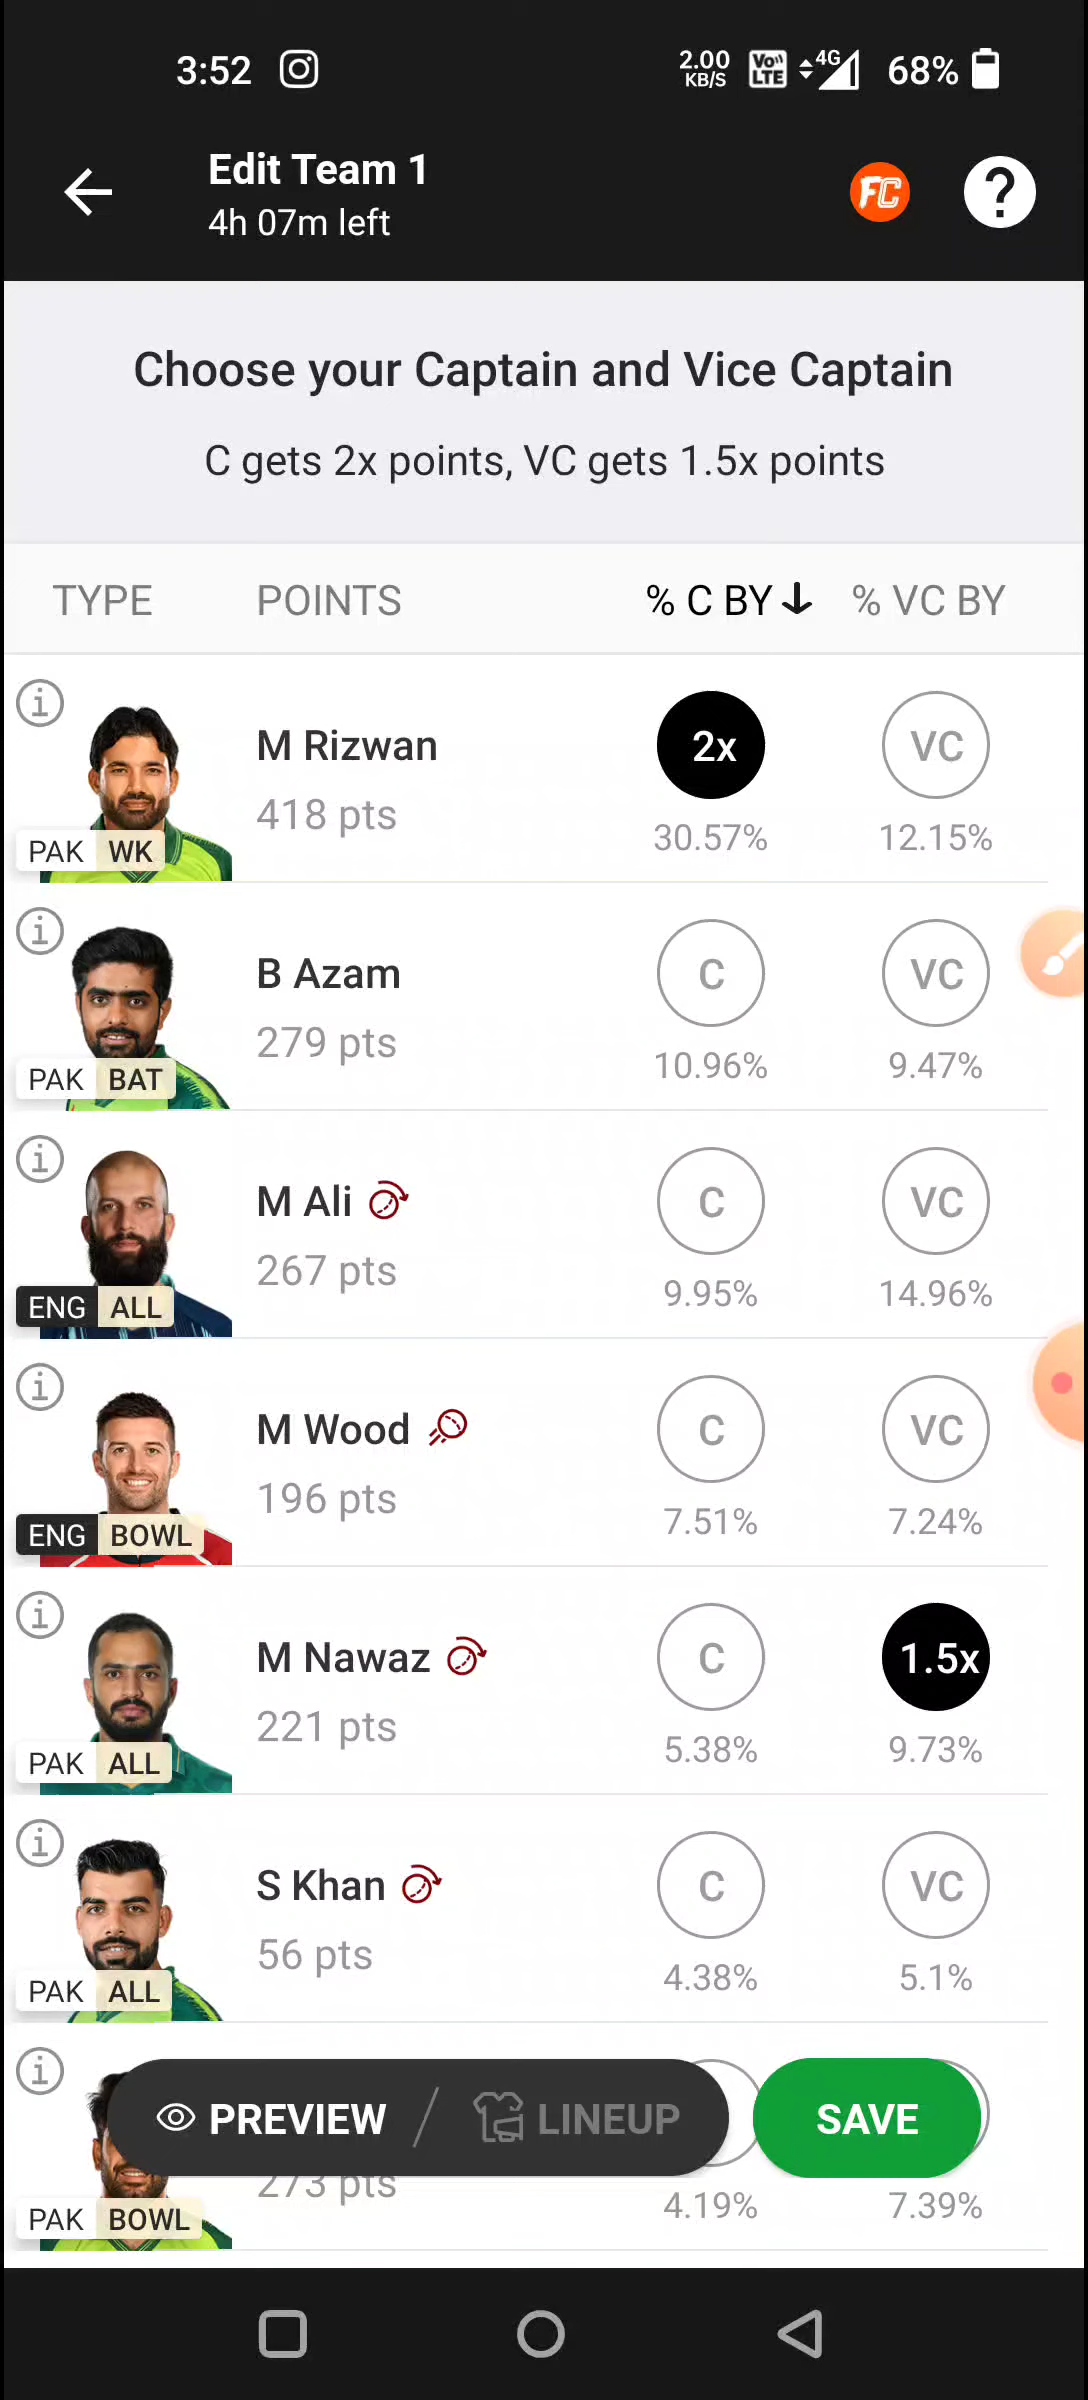 3:52 2.00 KB/S VoLTE 4G 68%
Edit Team 1
4h 07m left
FC ?
Choose your Captain and Vice Captain
C gets 2x points, VC gets 1.5x points
TYPE POINTS % C BY % VC BY
M Rizwan 2x VC
418 pts 30.57% 12.15%
PAK WK
B Azam C VC
279 pts 10.96% 9.47%
PAK BAT
M Ali C VC
267 pts 9.95% 14.96%
ENG ALL
M Wood C VC
196 pts 7.51% 7.24%
ENG BOWL
M Nawaz C 1.5x
221 pts 5.38% 9.73%
PAK ALL
S Khan C VC
56 pts 4.38% 5.1%
PAK ALL
PREVIEW LINEUP SAVE
273 pts 4.19% 7.39%
PAK BOWL